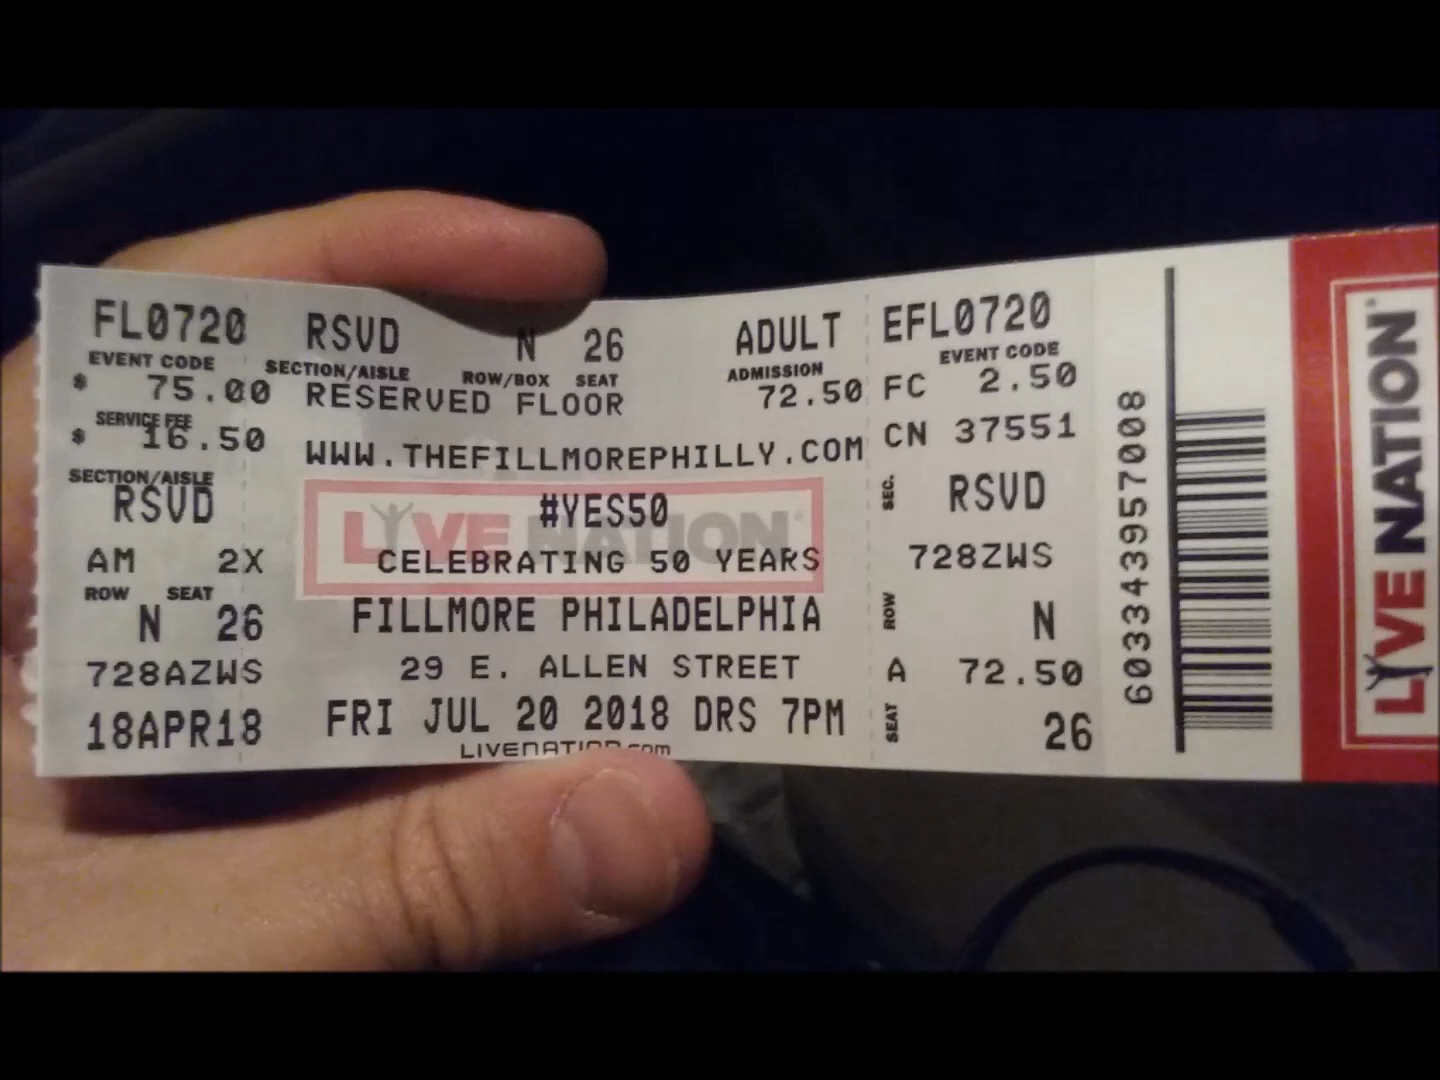 FL0720 RSVD N 26 ADULT EFL0720
EVENT CODE SECTION/AISLE ROW/BOX SEAT ADMISSION EVENT CODE
$ 75.00 RESERVED FLOOR 72.50 FC 2.50
SERVICE FEE
$ 16.50 WWW.THEFILLMOREPHILLY.COM CN 37551
SECTION/AISLE
RSVD #YES50 SEC. RSVD
LIVE NATION
AM 2X CELEBRATING 50 YEARS 728ZWS
ROW SEAT
N 26 FILLMORE PHILADELPHIA ROW N
728AZWS 29 E. ALLEN STREET A 72.50
18APR18 FRI JUL 20 2018 DRS 7PM SEAT 26
LIVENATION.com
6033439957008
LIVE NATION